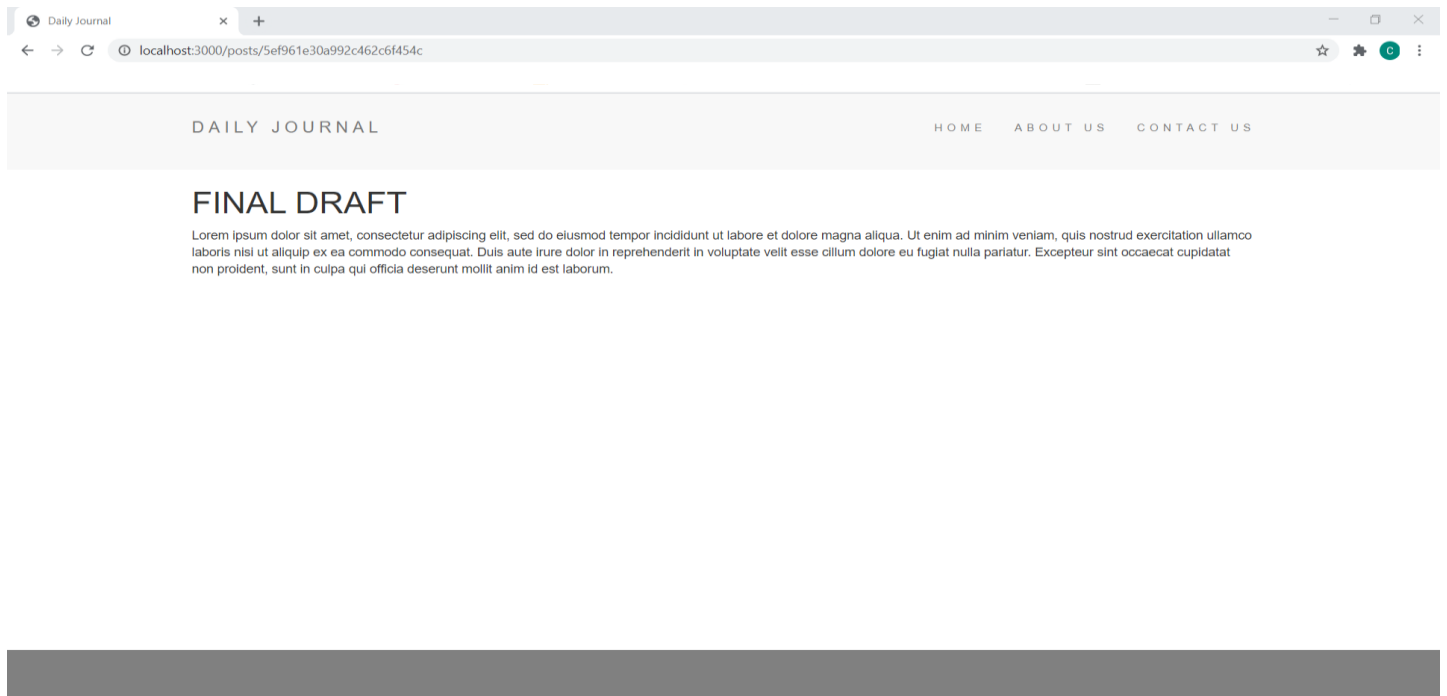 Daily Journal
localhost:3000/posts/5ef961e30a992c462c6f454c
C
DAILY JOURNAL
HOME ABOUT US CONTACT US
FINAL DRAFT
Lorem ipsum dolor sit amet, consectetur adipiscing elit, sed do eiusmod tempor incididunt ut labore et dolore magna aliqua. Ut enim ad minim veniam, quis nostrud exercitation ullamco
laboris nisi ut aliquip ex ea commodo consequat. Duis aute irure dolor in reprehenderit in voluptate velit esse cillum dolore eu fugiat nulla pariatur. Excepteur sint occaecat cupidatat
non proident, sunt in culpa qui officia deserunt mollit anim id est laborum.